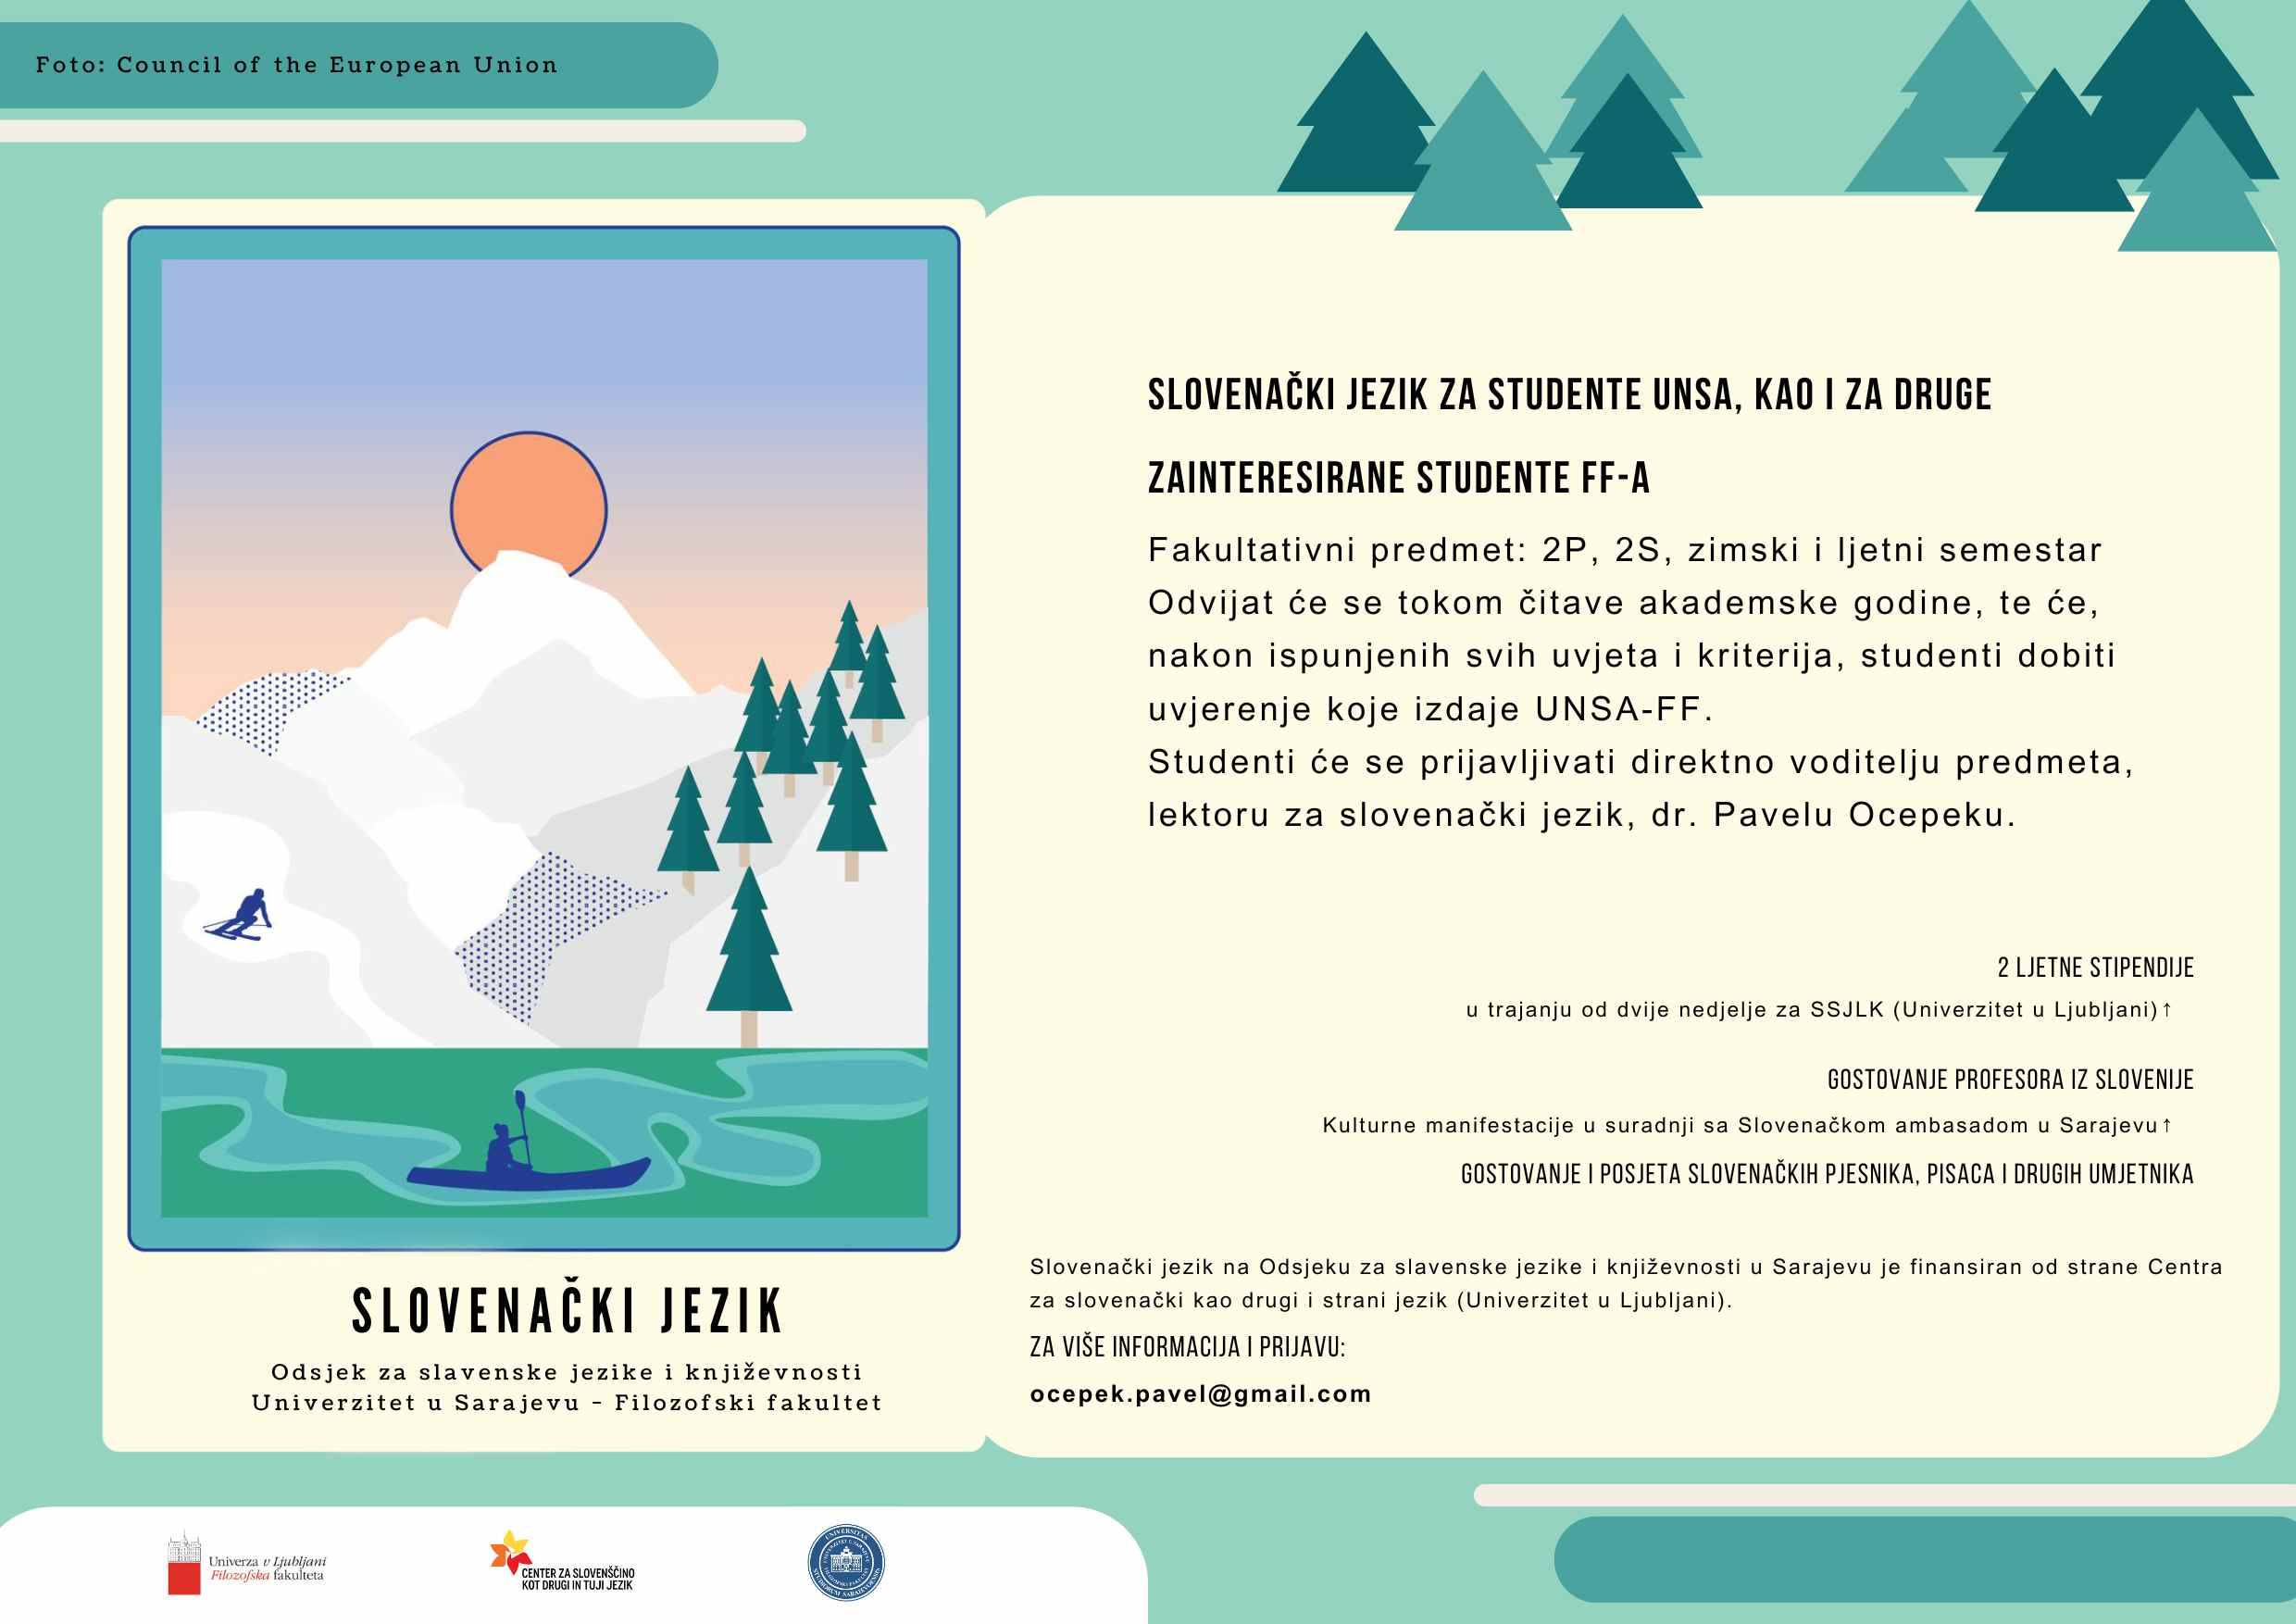 Foto: Council of the European Union
SLOVENAČKI JEZIK
Odsjek za slavenske jezike i književnosti
Univerzitet u Sarajevu - Filozofski fakultet
SLOVENAČKI JEZIK ZA STUDENTE UNSA, KAO I ZA DRUGE
ZAINTERESIRANE STUDENTE FF-A
Fakultativni predmet: 2P, 2S, zimski i ljetni semestar
Odvijat će se tokom čitave akademske godine, te će,
nakon ispunjenih svih uvjeta i kriterija, studenti dobiti
uvjerenje koje izdaje UNSA-FF.
Studenti će se prijavljivati direktno voditelju predmeta,
lektoru za slovenački jezik, dr. Pavelu Ocepeku.
2 LJETNE STIPENDIJE
u trajanju od dvije nedjelje za SSJLK (Univerzitet u Ljubljani)↑
GOSTOVANJE PROFESORA IZ SLOVENIJE
Kulturne manifestacije u suradnji sa Slovenačkom ambasadom u Sarajevu↑
GOSTOVANJE I POSJETA SLOVENAČKIH PJESNIKA, PISACA I DRUGIH UMJETNIKA
Slovenački jezik na Odsjeku za slavenske jezike i književnosti u Sarajevu je finansiran od strane Centra
za slovenački kao drugi i strani jezik (Univerzitet u Ljubljani).
ZA VIŠE INFORMACIJA I PRIJAVU:
ocepek.pavel@gmail.com
Univerza v Ljubljani
Filozofska fakulteta
CENTER ZA SLOVENŠČINO
KOT DRUGI IN TUJI JEZIK